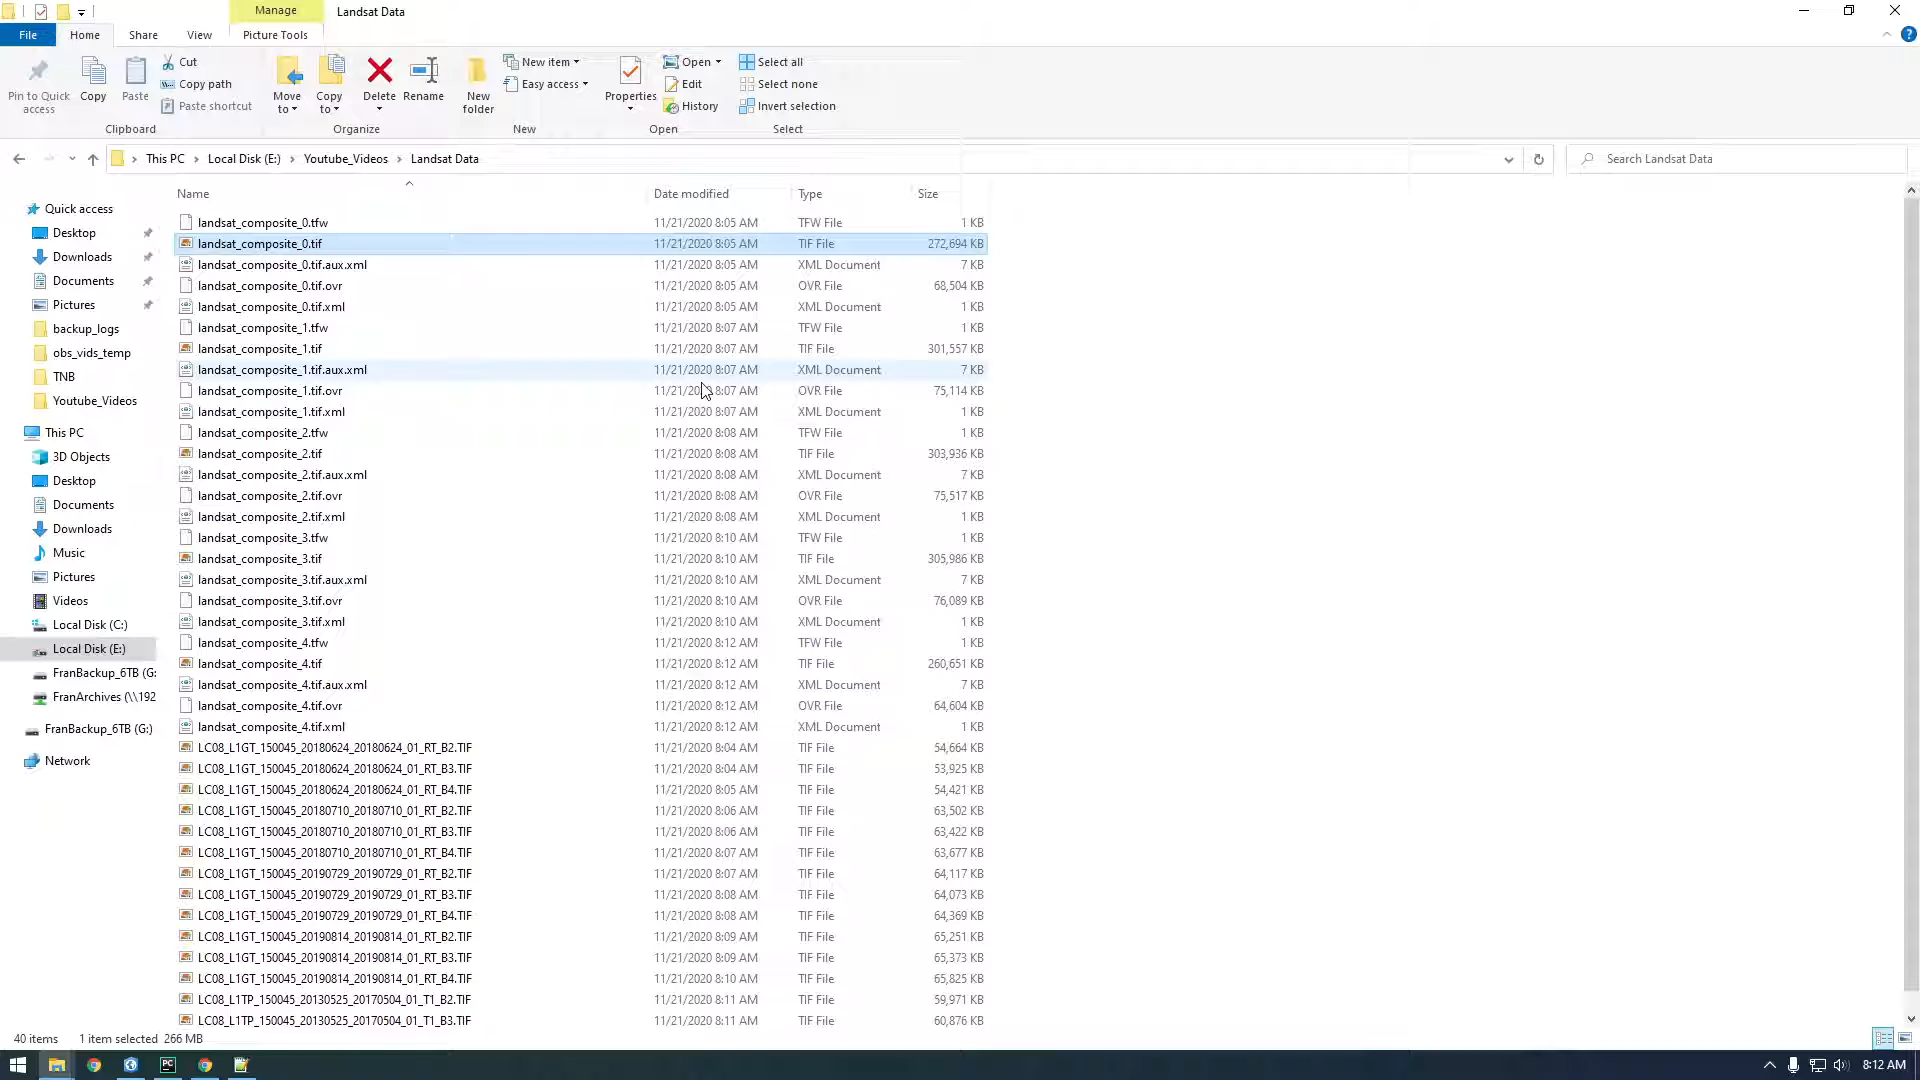 Manage
Landsat Data
File
Home
Share
View
Picture Tools
Pin to Quick access
Copy
Paste
Cut
Copy path
Paste shortcut
Clipboard
Move to
Copy to
Delete
Rename
Organize
New folder
New item
Easy access
New
Properties
Open
Edit
History
Open
Select all
Select none
Invert selection
Select
This PC > Local Disk (E:) > Youtube_Videos > Landsat Data
Search Landsat Data
Quick access
Desktop
Downloads
Documents
Pictures
backup_logs
obs_vids_temp
TNB
Youtube_Videos
This PC
3D Objects
Desktop
Documents
Downloads
Music
Pictures
Videos
Local Disk (C:)
Local Disk (E:)
FranBackup_6TB (G:
FranArchives (\\192
FranBackup_6TB (G:)
Network
Name Date modified Type Size
landsat_composite_0.tfw 11/21/2020 8:05 AM TFW File 1 KB
landsat_composite_0.tif 11/21/2020 8:05 AM TIF File 272,694 KB
landsat_composite_0.tif.aux.xml 11/21/2020 8:05 AM XML Document 7 KB
landsat_composite_0.tif.ovr 11/21/2020 8:05 AM OVR File 68,504 KB
landsat_composite_0.tif.xml 11/21/2020 8:05 AM XML Document 1 KB
landsat_composite_1.tfw 11/21/2020 8:07 AM TFW File 1 KB
landsat_composite_1.tif 11/21/2020 8:07 AM TIF File 301,557 KB
landsat_composite_1.tif.aux.xml 11/21/2020 8:07 AM XML Document 7 KB
landsat_composite_1.tif.ovr 11/21/2020 8:07 AM OVR File 75,114 KB
landsat_composite_1.tif.xml 11/21/2020 8:07 AM XML Document 1 KB
landsat_composite_2.tfw 11/21/2020 8:08 AM TFW File 1 KB
landsat_composite_2.tif 11/21/2020 8:08 AM TIF File 303,936 KB
landsat_composite_2.tif.aux.xml 11/21/2020 8:08 AM XML Document 7 KB
landsat_composite_2.tif.ovr 11/21/2020 8:08 AM OVR File 75,517 KB
landsat_composite_2.tif.xml 11/21/2020 8:08 AM XML Document 1 KB
landsat_composite_3.tfw 11/21/2020 8:10 AM TFW File 1 KB
landsat_composite_3.tif 11/21/2020 8:10 AM TIF File 305,986 KB
landsat_composite_3.tif.aux.xml 11/21/2020 8:10 AM XML Document 7 KB
landsat_composite_3.tif.ovr 11/21/2020 8:10 AM OVR File 76,089 KB
landsat_composite_3.tif.xml 11/21/2020 8:10 AM XML Document 1 KB
landsat_composite_4.tfw 11/21/2020 8:12 AM TFW File 1 KB
landsat_composite_4.tif 11/21/2020 8:12 AM TIF File 260,651 KB
landsat_composite_4.tif.aux.xml 11/21/2020 8:12 AM XML Document 7 KB
landsat_composite_4.tif.ovr 11/21/2020 8:12 AM OVR File 64,604 KB
landsat_composite_4.tif.xml 11/21/2020 8:12 AM XML Document 1 KB
LC08_L1GT_150045_20180624_20180624_01_RT_B2.TIF 11/21/2020 8:04 AM TIF File 54,664 KB
LC08_L1GT_150045_20180624_20180624_01_RT_B3.TIF 11/21/2020 8:04 AM TIF File 53,925 KB
LC08_L1GT_150045_20180624_20180624_01_RT_B4.TIF 11/21/2020 8:05 AM TIF File 54,421 KB
LC08_L1GT_150045_20180710_20180710_01_RT_B2.TIF 11/21/2020 8:06 AM TIF File 63,502 KB
LC08_L1GT_150045_20180710_20180710_01_RT_B3.TIF 11/21/2020 8:06 AM TIF File 63,422 KB
LC08_L1GT_150045_20180710_20180710_01_RT_B4.TIF 11/21/2020 8:07 AM TIF File 63,677 KB
LC08_L1GT_150045_20190729_20190729_01_RT_B2.TIF 11/21/2020 8:07 AM TIF File 64,117 KB
LC08_L1GT_150045_20190729_20190729_01_RT_B3.TIF 11/21/2020 8:08 AM TIF File 64,073 KB
LC08_L1GT_150045_20190729_20190729_01_RT_B4.TIF 11/21/2020 8:08 AM TIF File 64,369 KB
LC08_L1GT_150045_20190814_20190814_01_RT_B2.TIF 11/21/2020 8:09 AM TIF File 65,251 KB
LC08_L1GT_150045_20190814_20190814_01_RT_B3.TIF 11/21/2020 8:09 AM TIF File 65,373 KB
LC08_L1GT_150045_20190814_20190814_01_RT_B4.TIF 11/21/2020 8:10 AM TIF File 65,825 KB
LC08_L1TP_150045_20130525_20170504_01_T1_B2.TIF 11/21/2020 8:11 AM TIF File 59,971 KB
LC08_L1TP_150045_20130525_20170504_01_T1_B3.TIF 11/21/2020 8:11 AM TIF File 60,876 KB
40 items 1 item selected 266 MB
PC
8:12 AM